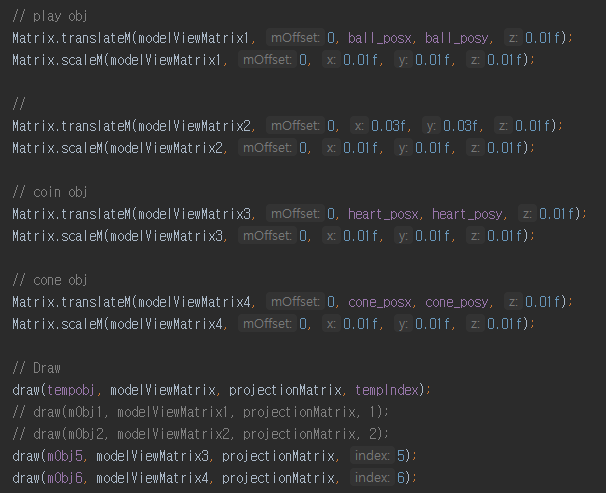 // play obj
Matrix.translateM(modelViewMatrix1, mOffset: 0, ball_posx, ball_posy, z: 0.01f);
Matrix.scaleM(modelViewMatrix1, mOffset: 0, x: 0.01f, y: 0.01f, z: 0.01f);
//
Matrix.translateM(modelViewMatrix2, mOffset: 0, x: 0.03f, y: 0.03f, z: 0.01f);
Matrix.scaleM(modelViewMatrix2, mOffset: 0, x: 0.01f, y: 0.01f, z: 0.01f);
// coin obj
Matrix.translateM(modelViewMatrix3, mOffset: 0, heart_posx, heart_posy, z: 0.01f);
Matrix.scaleM(modelViewMatrix3, mOffset: 0, x: 0.01f, y: 0.01f, z: 0.01f);
// cone obj
Matrix.translateM(modelViewMatrix4, mOffset: 0, cone_posx, cone_posy, z: 0.01f);
Matrix.scaleM(modelViewMatrix4, mOffset: 0, x: 0.01f, y: 0.01f, z: 0.01f);
// Draw
draw(tempobj, modelViewMatrix, projectionMatrix, tempIndex);
// draw(mObj1, modelViewMatrix1, projectionMatrix, 1);
// draw(mObj2, modelViewMatrix2, projectionMatrix, 2);
draw(mObj5, modelViewMatrix3, projectionMatrix, index: 5);
draw(mObj6, modelViewMatrix4, projectionMatrix, index: 6);